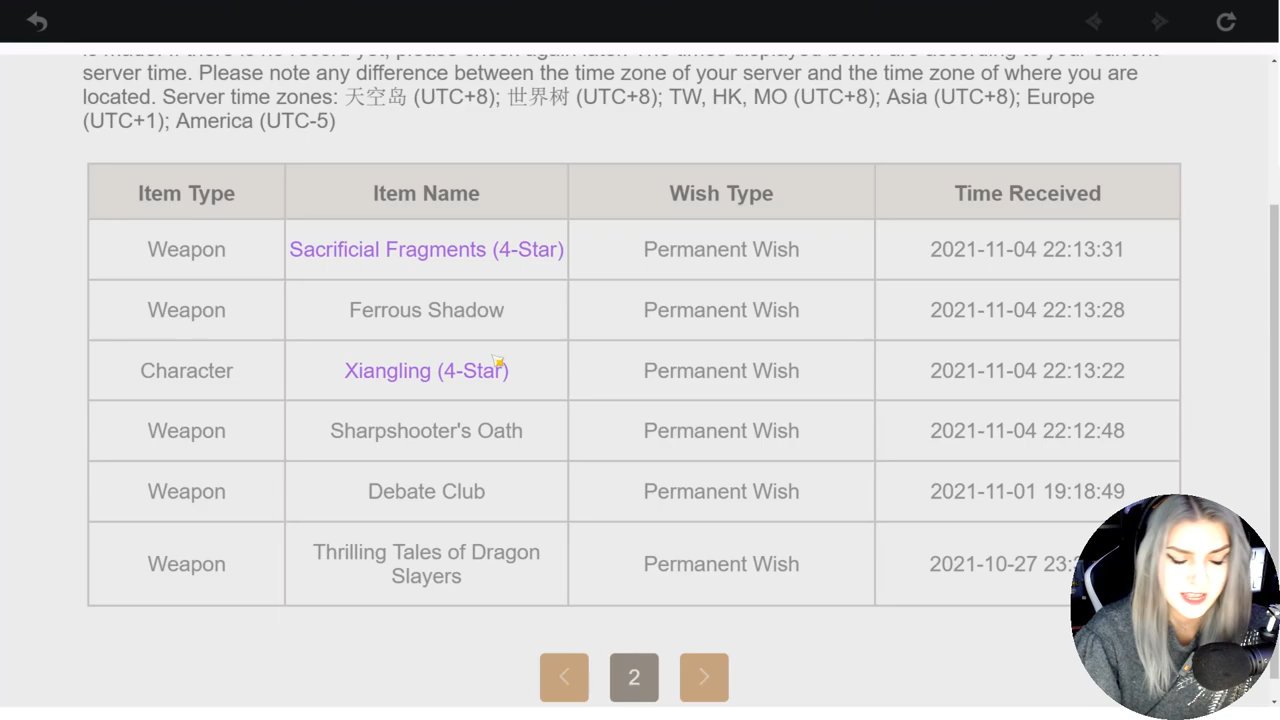 server time. Please note any difference between the time zone of your server and the time zone of where you are
located. Server time zones: 天空岛 (UTC+8); 世界树 (UTC+8); TW, HK, MO (UTC+8); Asia (UTC+8); Europe
(UTC+1); America (UTC-5)
Item Type Item Name Wish Type Time Received
Weapon Sacrificial Fragments (4-Star) Permanent Wish 2021-11-04 22:13:31
Weapon Ferrous Shadow Permanent Wish 2021-11-04 22:13:28
Character Xiangling (4-Star) Permanent Wish 2021-11-04 22:13:22
Weapon Sharpshooter's Oath Permanent Wish 2021-11-04 22:12:48
Weapon Debate Club Permanent Wish 2021-11-01 19:18:49
Weapon Thrilling Tales of Dragon Permanent Wish 2021-10-27
Slayers
2